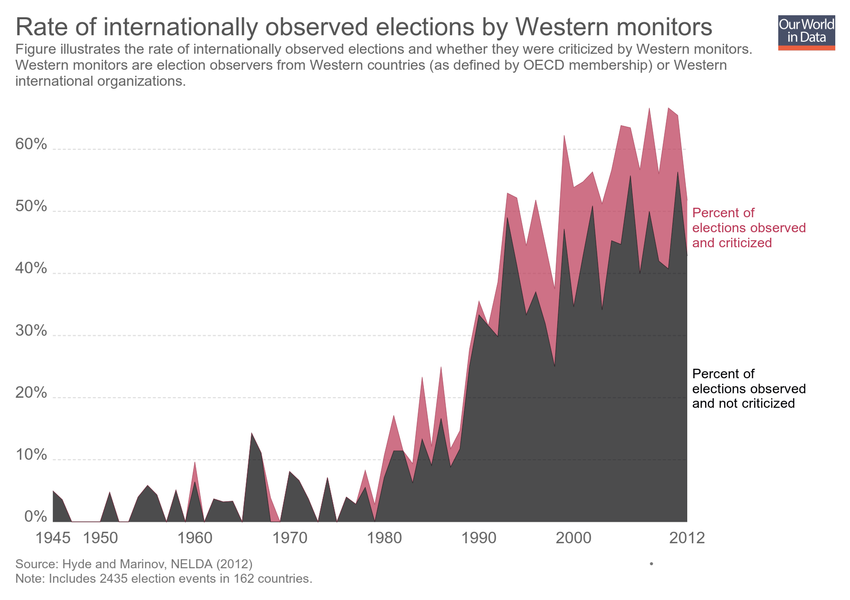 Rate of internationally observed elections by Western monitors
Our World
in Data
Figure illustrates the rate of internationally observed elections and whether they were criticized by Western monitors.
Western monitors are election observers from Western countries (as defined by OECD membership) or Western
international organizations.
60%
50%
40%
30%
20%
10%
0%
Percent of
elections observed
and criticized
Percent of
elections observed
and not criticized
1945 1950 1960 1970 1980 1990 2000 2012
Source: Hyde and Marinov, NELDA (2012)
Note: Includes 2435 election events in 162 countries.